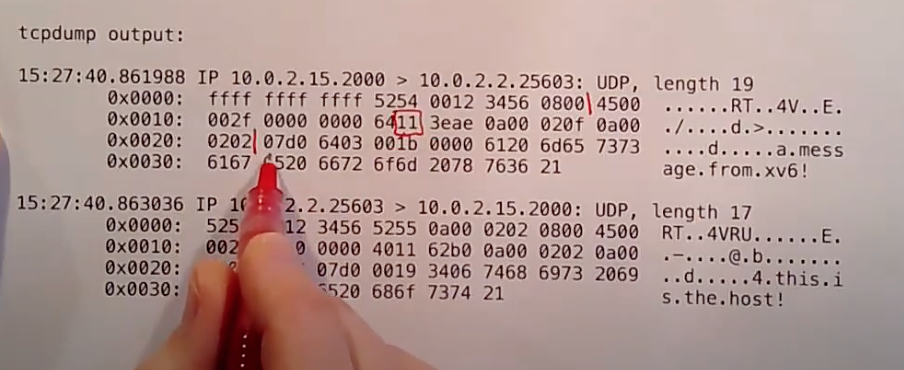 tcpdump output:
15:27:40.861988 IP 10.0.2.15.2000 > 10.0.2.2.25603: UDP, length 19
0x0000: ffff ffff ffff 5254 0012 3456 0800 4500 ......RT..4V..E.
0x0010: 002f 0000 0000 6411 3eae 0a00 020f 0a00 ./....d.>.......
0x0020: 0202 07d0 6403 001b 0000 6120 6d65 7373 ....d.....a.mess
0x0030: 6167 6520 6672 6f6d 2078 7636 21 age.from.xv6!
15:27:40.863036 IP 10 2.2.25603 > 10.0.2.15.2000: UDP, length 17
0x0000: 525 12 3456 5255 0a00 0202 0800 4500 RT..4VRU......E.
0x0010: 002 0 0000 4011 62b0 0a00 0202 0a00 .-....@.b.......
0x0020: 07d0 0019 3406 7468 6973 2069 ..d.....4.this.i
0x0030: 6520 686f 7374 21 s.the.host!